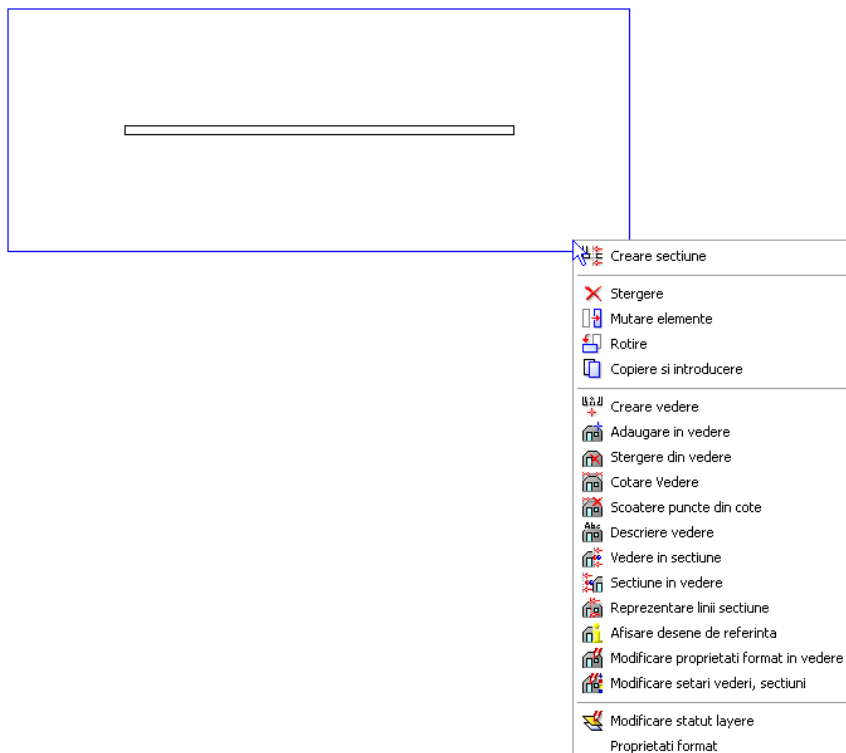 Creare sectiune
Stergere
Mutare elemente
Rotire
Copiere si introducere
Creare vedere
Adaugare in vedere
Stergere din vedere
Cotare Vedere
Scoatere puncte din cote
Abc
Descriere vedere
Vedere in sectiune
Sectiune in vedere
Reprezentare linii sectiune
Afisare desene de referinta
Modificare proprietati format in vedere
Modificare setari vederi, sectiuni
Modificare statut layere
Proprietati format